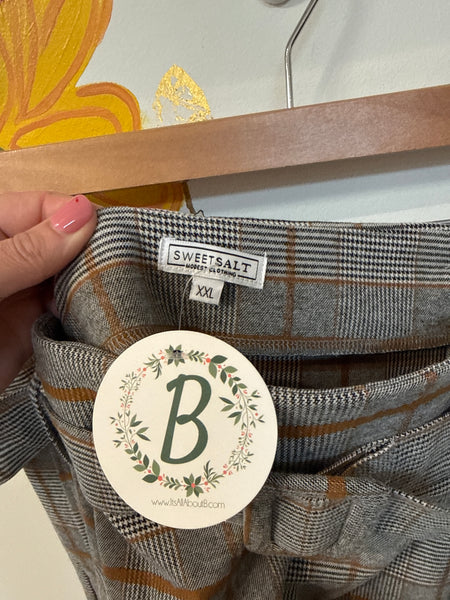 SWEETSALT
MODEST CLOTHING
XXL
B
www.ItsAllAboutB.com